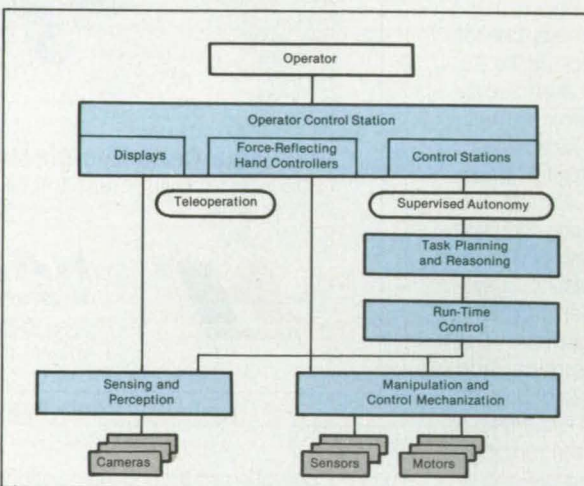 Operator
Operator Control Station
Displays
Force-Reflecting
Hand Controllers
Control Stations
Teleoperation
Supervised Autonomy
Task Planning
and Reasoning
Run-Time
Control
Sensing and
Perception
Manipulation and
Control Mechanization
Cameras
Sensors
Motors